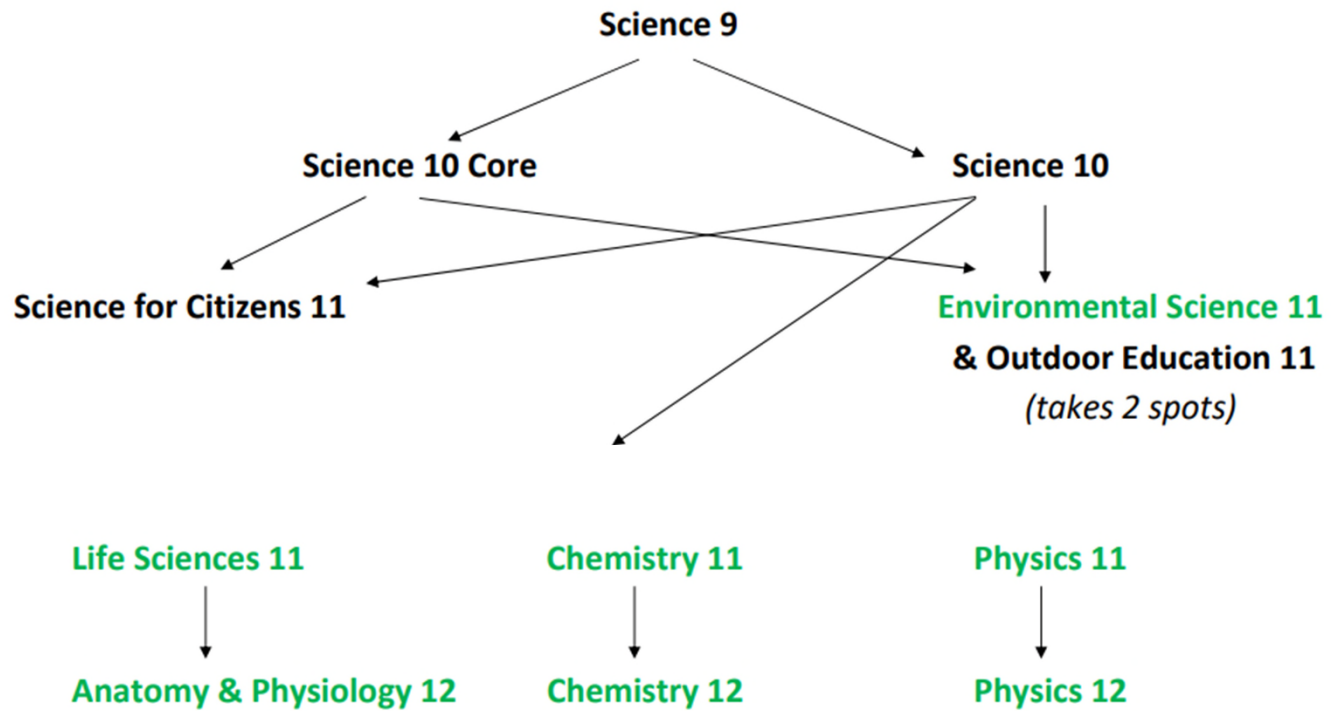 Science 9
Science 10 Core
Science 10
Science for Citizens 11
Environmental Science 11
& Outdoor Education 11
(takes 2 spots)
Life Sciences 11
Chemistry 11
Physics 11
Anatomy & Physiology 12
Chemistry 12
Physics 12